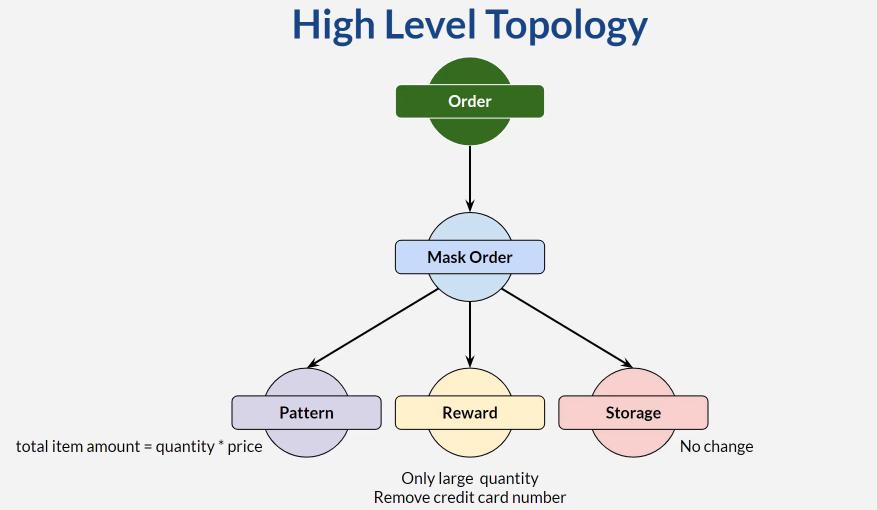 High Level Topology
Order
Mask Order
Pattern
Reward
Storage
total item amount = quantity * price
No change
Only large quantity
Remove credit card number